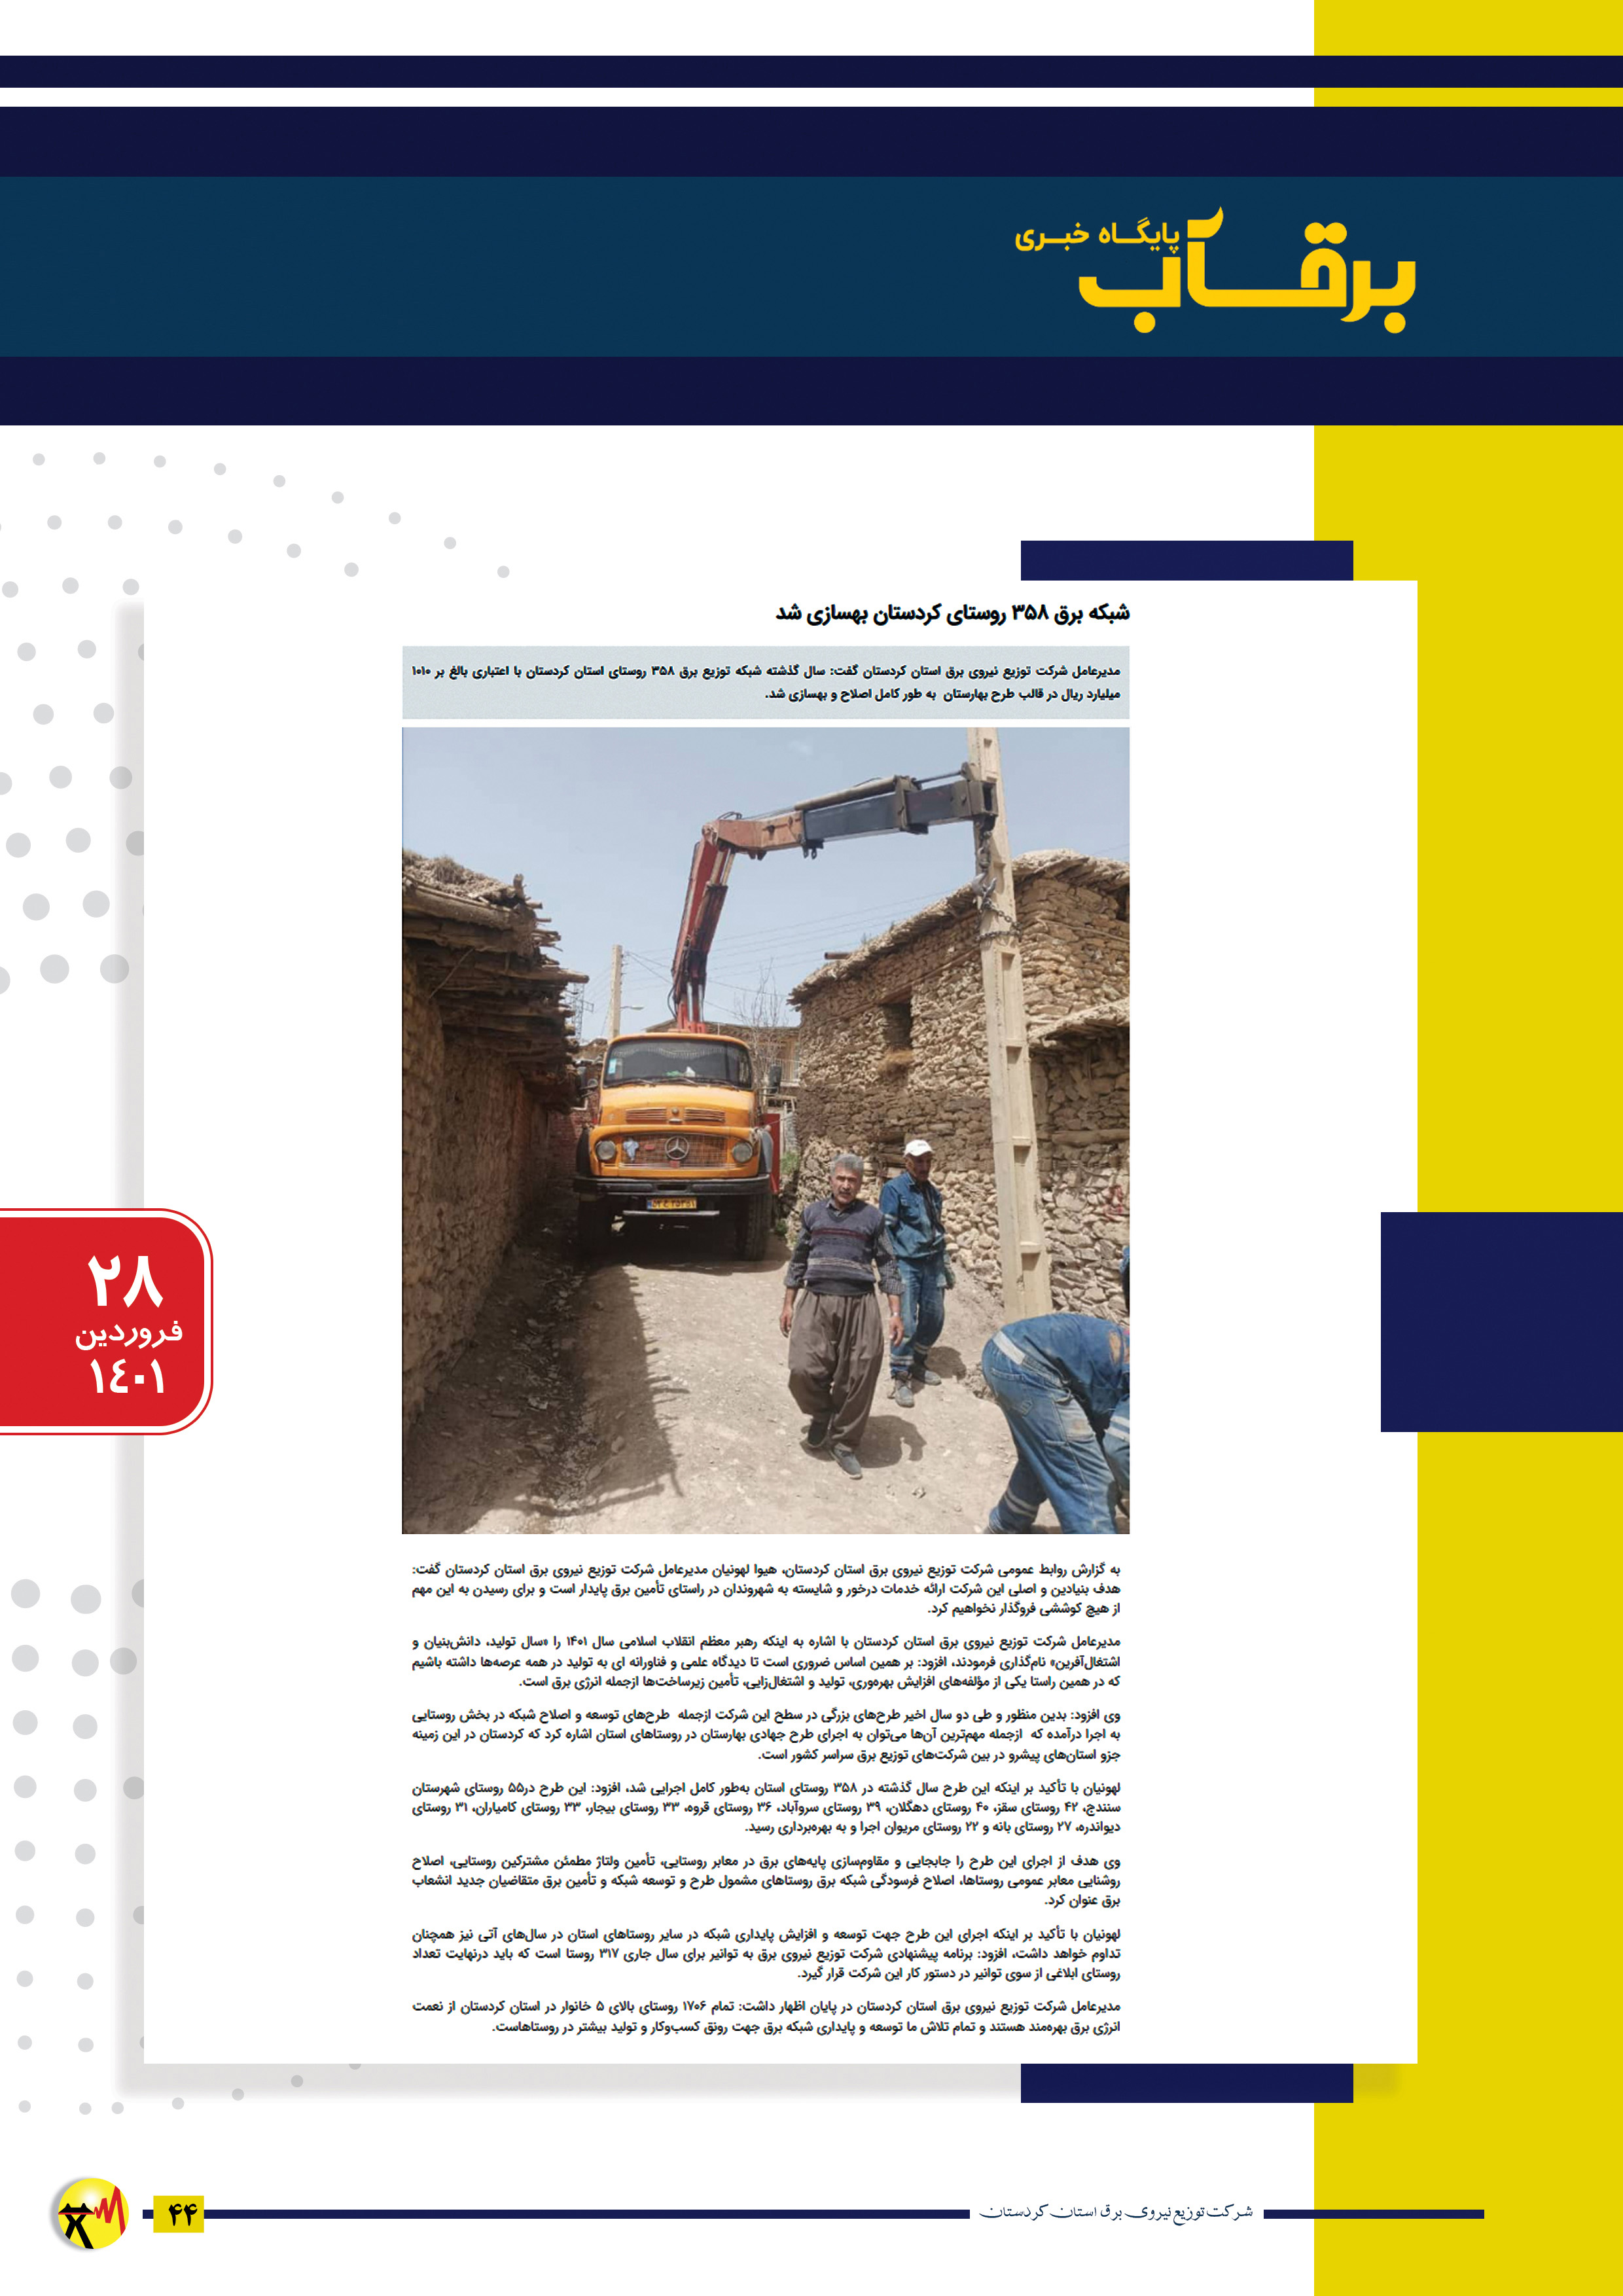 پایگاه خبری
برقآب
شبکه برق ۳۵۸ روستای کردستان بهسازی شد
مدیرعامل شرکت توزیع نیروی برق استان کردستان گفت: سال گذشته شبکه توزیع برق ۳۵۸ روستای استان کردستان با اعتباری بالغ بر ۱۰۱۰
میلیارد ریال در قالب طرح بهارستان به طور کامل اصلاح و بهسازی شد.
۲۸
فروردین
١٤٠١
به گزارش روابط عمومی شرکت توزیع نیروی برق استان کردستان، هیوا لهونیان مدیرعامل شرکت توزیع نیروی برق استان کردستان گفت:
هدف بنیادین و اصلی این شرکت ارائه خدمات درخور و شایسته به شهروندان در راستای تأمین برق پایدار است و برای رسیدن به این مهم
از هیچ کوششی فروگذار نخواهیم کرد.
مدیرعامل شرکت توزیع نیروی برق استان کردستان با اشاره به اینکه رهبر معظم انقلاب اسلامی سال ۱۴۰۱ را «سال تولید، دانش‌بنیان و
اشتغال‌آفرین» نام‌گذاری فرمودند، افزود: بر همین اساس ضروری است تا دیدگاه علمی و فناورانه ای به تولید در همه عرصه‌ها داشته باشیم
که در همین راستا یکی از مؤلفه‌های افزایش بهره‌وری، تولید و اشتغال‌زایی، تأمین زیرساخت‌ها ازجمله انرژی برق است.
وی افزود: بدین منظور و طی دو سال اخیر طرح‌های بزرگی در سطح این شرکت ازجمله طرح‌های توسعه و اصلاح شبکه در بخش روستایی
به اجرا درآمده که ازجمله مهم‌ترین آن‌ها می‌توان به اجرای طرح جهادی بهارستان در روستاهای استان اشاره کرد که کردستان در این زمینه
جزو استان‌های پیشرو در بین شرکت‌های توزیع برق سراسر کشور است.
لهونیان با تأکید بر اینکه این طرح سال گذشته در ۳۵۸ روستای استان به‌طور کامل اجرایی شد، افزود: این طرح در۵۵ روستای شهرستان
سنندج، ۴۲ روستای سقز، ۴۰ روستای دهگلان، ۳۹ روستای سروآباد، ۳۶ روستای قروه، ۳۳ روستای بیجار، ۳۳ روستای کامیاران، ۳۱ روستای
دیواندره، ۲۷ روستای بانه و ۲۲ روستای مریوان اجرا و به بهره‌برداری رسید.
وی هدف از اجرای این طرح را جابجایی و مقاوم‌سازی پایه‌های برق در معابر روستایی، تأمین ولتاژ مطمئن مشترکین روستایی، اصلاح
روشنایی معابر عمومی روستاها، اصلاح فرسودگی شبکه برق روستاهای مشمول طرح و توسعه شبکه و تأمین برق متقاضیان جدید انشعاب
برق عنوان کرد.
لهونیان با تأکید بر اینکه اجرای این طرح جهت توسعه و افزایش پایداری شبکه در سایر روستاهای استان در سال‌های آتی نیز همچنان
تداوم خواهد داشت، افزود: برنامه پیشنهادی شرکت توزیع نیروی برق به توانیر برای سال جاری ۳۱۷ روستا است که باید درنهایت تعداد
روستای ابلاغی از سوی توانیر در دستور کار این شرکت قرار گیرد.
مدیرعامل شرکت توزیع نیروی برق استان کردستان در پایان اظهار داشت: تمام ۱۷۰۶ روستای بالای ۵ خانوار در استان کردستان از نعمت
انرژی برق بهره‌مند هستند و تمام تلاش ما توسعه و پایداری شبکه برق جهت رونق کسب‌وکار و تولید بیشتر در روستاهاست.
شرکت توزیع نیروی برق استان کردستان
۴۴